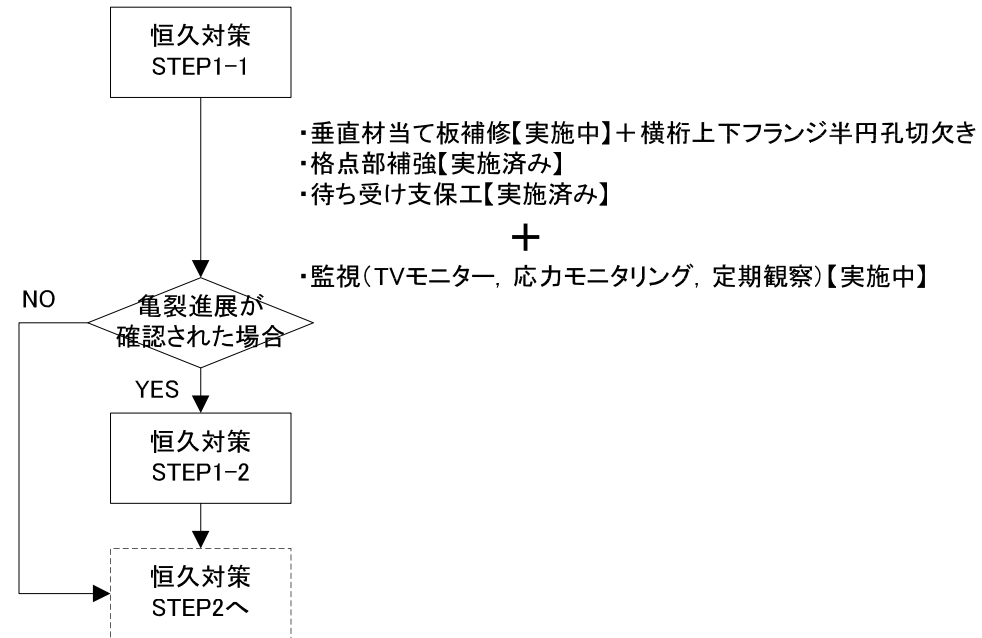 恒久対策
STEP1-1
・垂直材当て板補修【実施中】＋横桁上下フランジ半円孔切欠き
・格点部補強【実施済み】
・待ち受け支保工【実施済み】
＋
・監視（TVモニター，応力モニタリング，定期観察）【実施中】
NO
亀裂進展が
確認された場合
YES
恒久対策
STEP1-2
恒久対策
STEP2へ